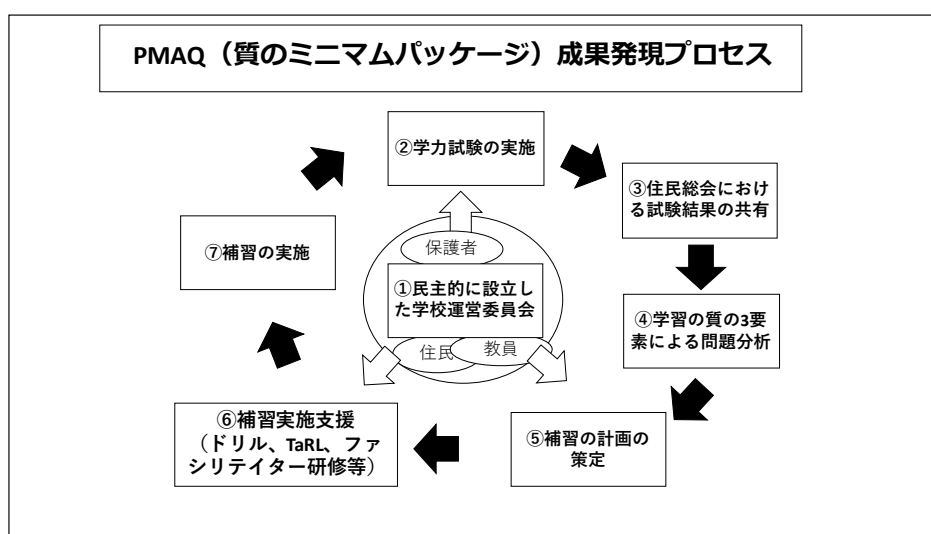 PMAQ（質のミニマムパッケージ）成果発現プロセス
②学力試験の実施
③住民総会におけ
る試験結果の共有
⑦補習の実施
保護者
①民主的に設立し
た学校運営委員会
④学習の質の3要
素による問題分析
住民
教員
⑥補習実施支援
（ドリル、TaRL、ファ
シリテイター研修等）
⑤補習の計画の
策定